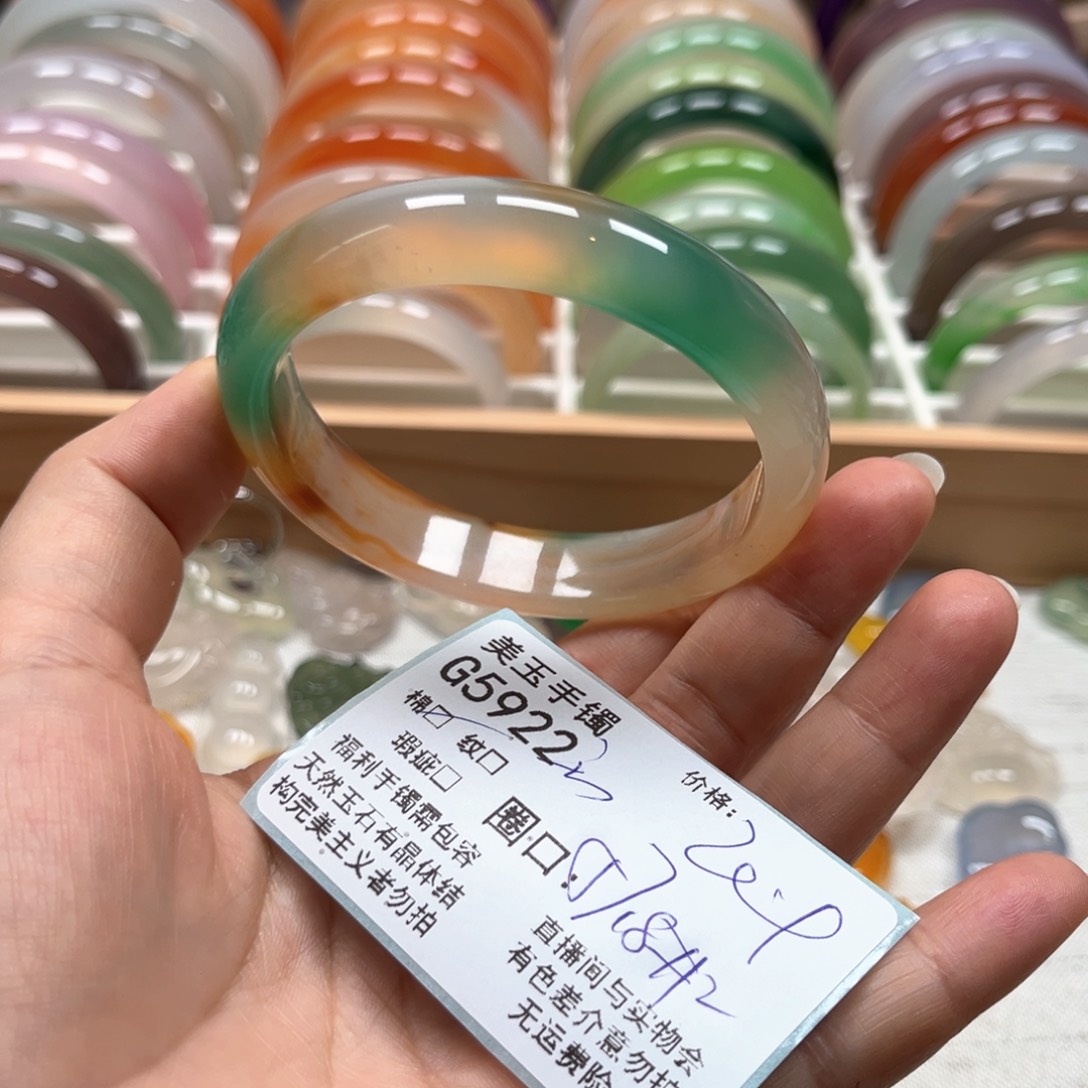 美玉手镯
G5922
棉□ 纹□
瑕疵□
价格:
福利手镯需包容
天然玉石有晶体结
构完美主义者勿拍
圈口:
直播间与实物会
有色差介意勿拍
无运费险